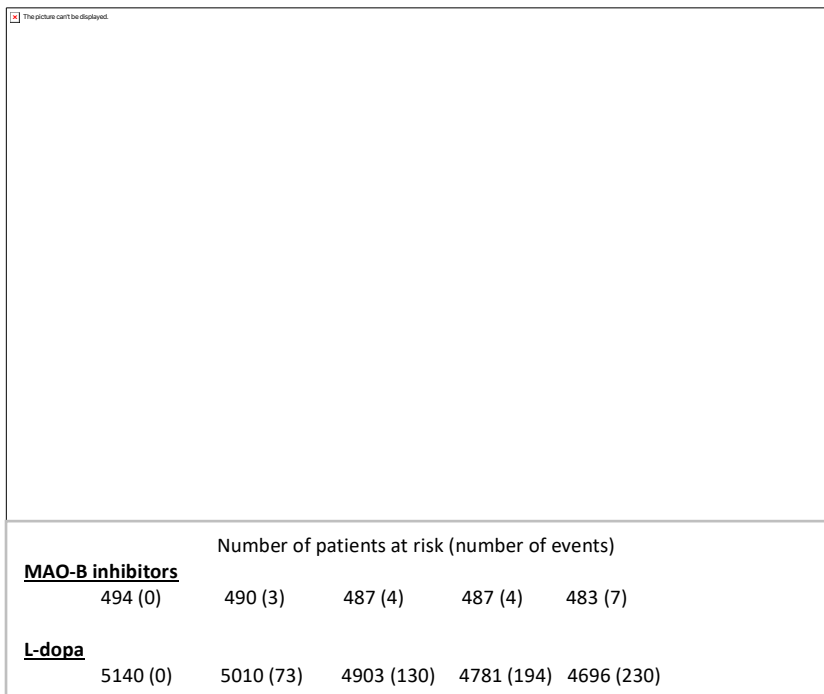 The picture can't be displayed.
Number of patients at risk (number of events)
MAO-B inhibitors
494 (0) 490 (3) 487 (4) 487 (4) 483 (7)
L-dopa
5140 (0) 5010 (73) 4903 (130) 4781 (194) 4696 (230)